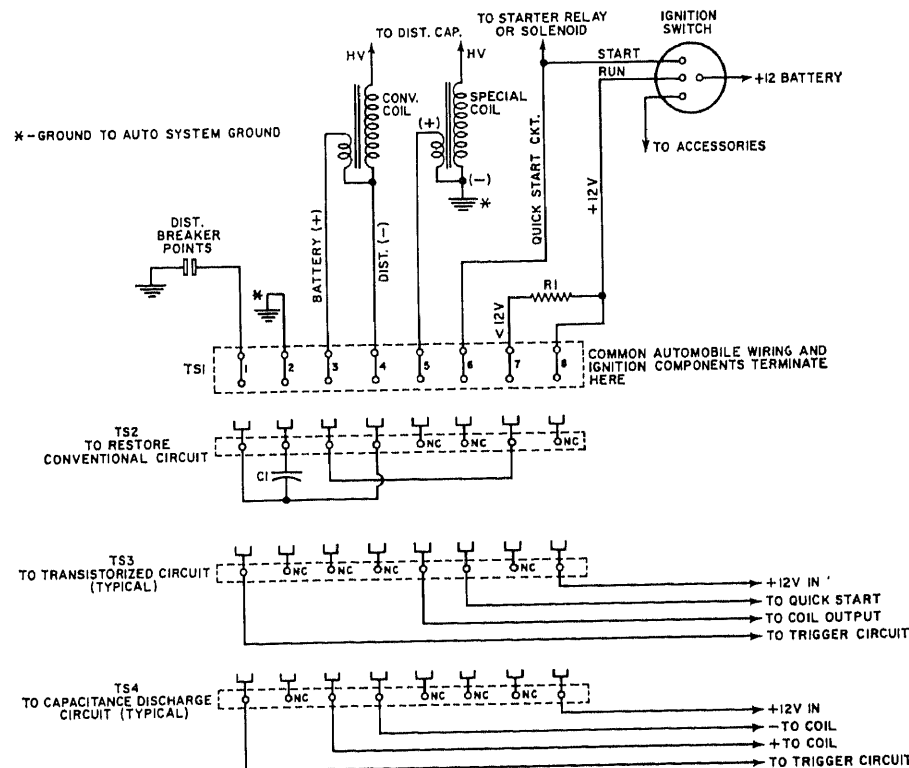 TO STARTER RELAY
OR SOLENOID
IGNITION
SWITCH
TO DIST. CAP.
HV
HV
START
RUN
+12 BATTERY
CONV.
COIL
SPECIAL
COIL
(+)
(-)
*
*-GROUND TO AUTO SYSTEM GROUND
TO ACCESSORIES
QUICK START CKT.
+12V
DIST.
BREAKER
POINTS
BATTERY (+)
DIST. (-)
*
<12V
R1
TS1
1 2 3 4 5 6 7 8
COMMON AUTOMOBILE WIRING AND
IGNITION COMPONENTS TERMINATE
HERE
TS2
TO RESTORE
CONVENTIONAL CIRCUIT
NC NC NC
C1
TS3
TO TRANSISTORIZED CIRCUIT
(TYPICAL)
NC NC NC NC
+12V IN
TO QUICK START
TO COIL OUTPUT
TO TRIGGER CIRCUIT
TS4
TO CAPACITANCE DISCHARGE
CIRCUIT (TYPICAL)
NC NC NC NC
+12V IN
- TO COIL
+ TO COIL
TO TRIGGER CIRCUIT